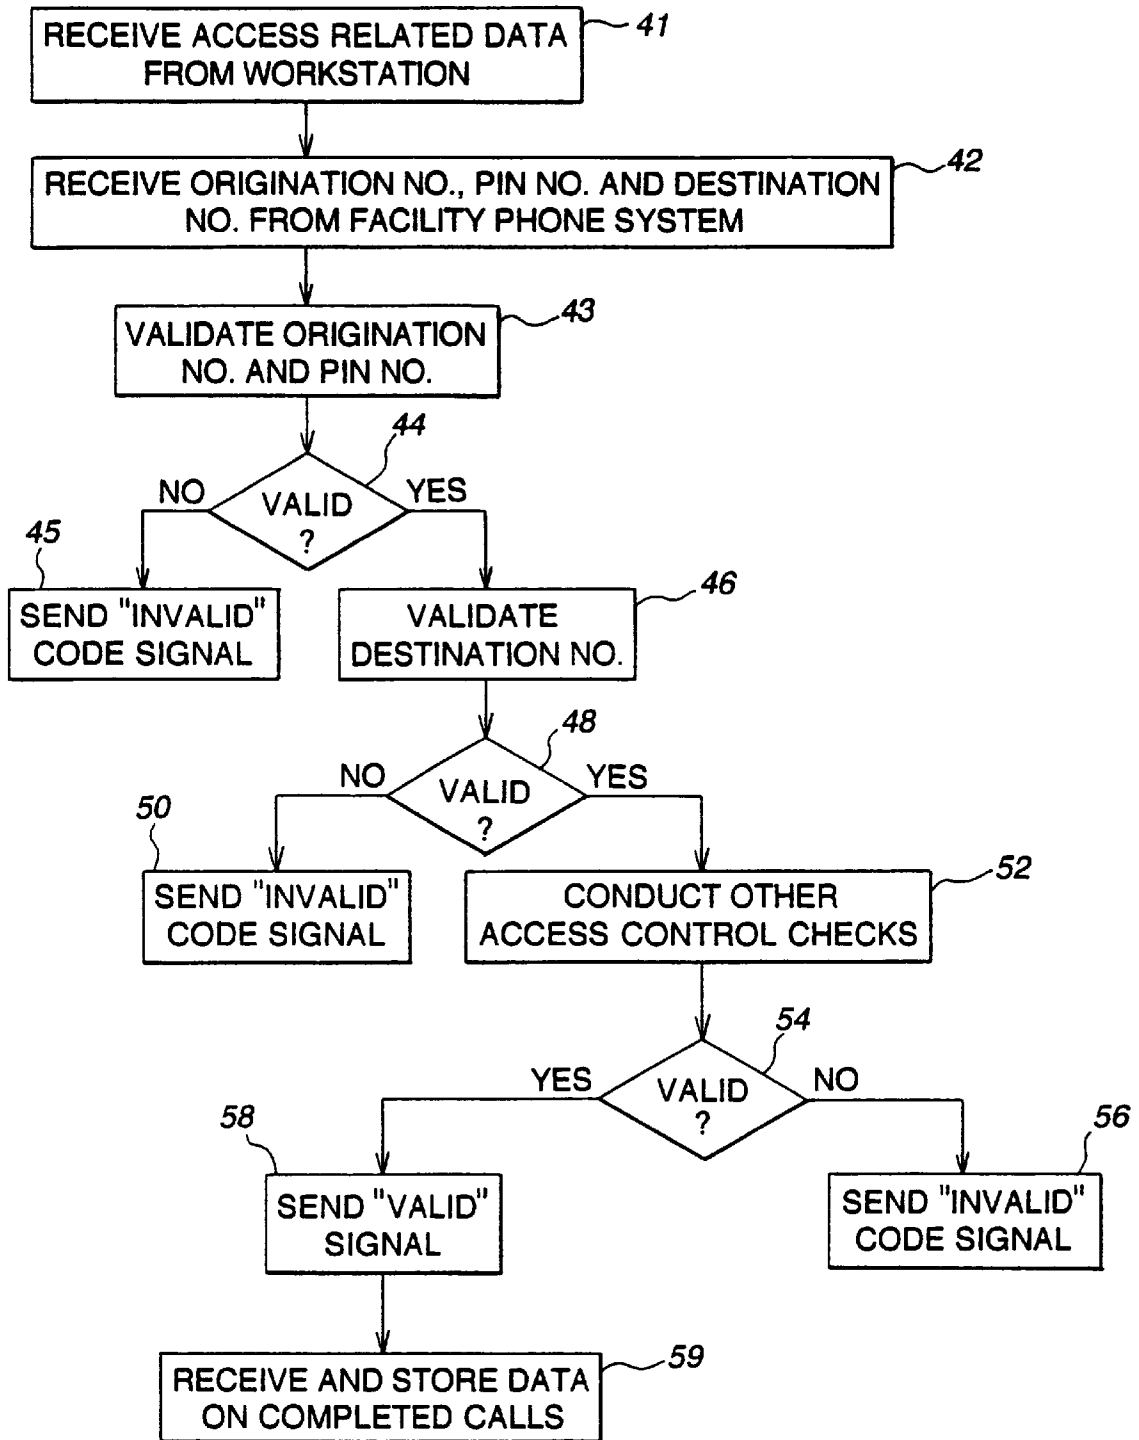 RECEIVE ACCESS RELATED DATA
FROM WORKSTATION
41
RECEIVE ORIGINATION NO., PIN NO. AND DESTINATION
NO. FROM FACILITY PHONE SYSTEM
42
VALIDATE ORIGINATION
NO. AND PIN NO.
43
44
NO
VALID
?
YES
45
SEND "INVALID"
CODE SIGNAL
VALIDATE
DESTINATION NO.
46
48
NO
VALID
?
YES
50
SEND "INVALID"
CODE SIGNAL
CONDUCT OTHER
ACCESS CONTROL CHECKS
52
54
YES
VALID
?
NO
58
SEND "VALID"
SIGNAL
56
SEND "INVALID"
CODE SIGNAL
RECEIVE AND STORE DATA
ON COMPLETED CALLS
59